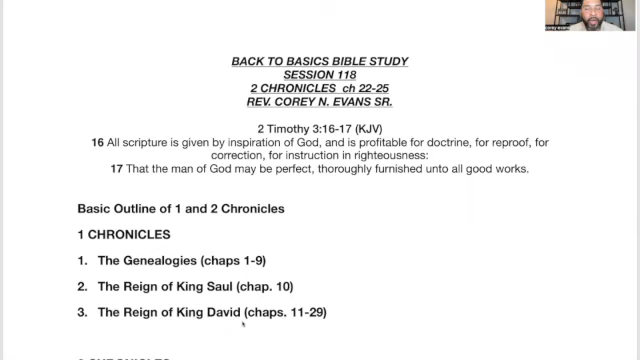 corey evans
BACK TO BASICS BIBLE STUDY
SESSION 118
2 CHRONICLES ch 22-25
REV. COREY N. EVANS SR.
2 Timothy 3:16-17 (KJV)
16 All scripture is given by inspiration of God, and is profitable for doctrine, for reproof, for
correction, for instruction in righteousness:
17 That the man of God may be perfect, thoroughly furnished unto all good works.
Basic Outline of 1 and 2 Chronicles
1 CHRONICLES
1. The Genealogies (chaps 1-9)
2. The Reign of King Saul (chap. 10)
3. The Reign of King David (chaps. 11-29)